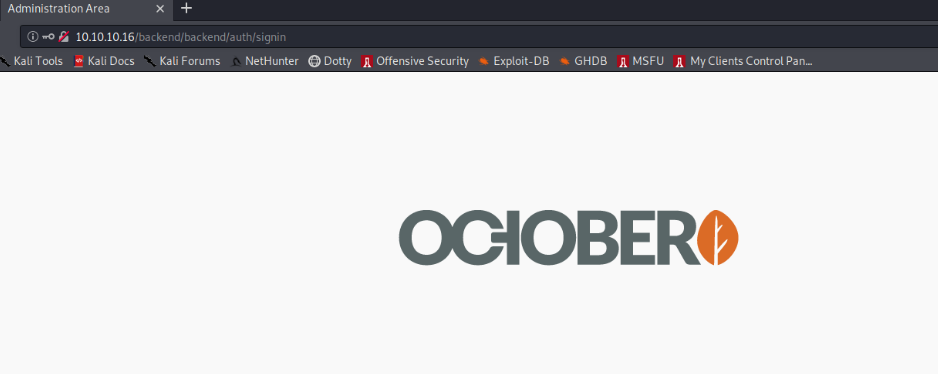 Administration Area
10.10.10.16/backend/backend/auth/signin
Kali Tools Kali Docs Kali Forums NetHunter Dotty Offensive Security Exploit-DB GHDB MSFU My Clients Control Pan...
OCTOBER